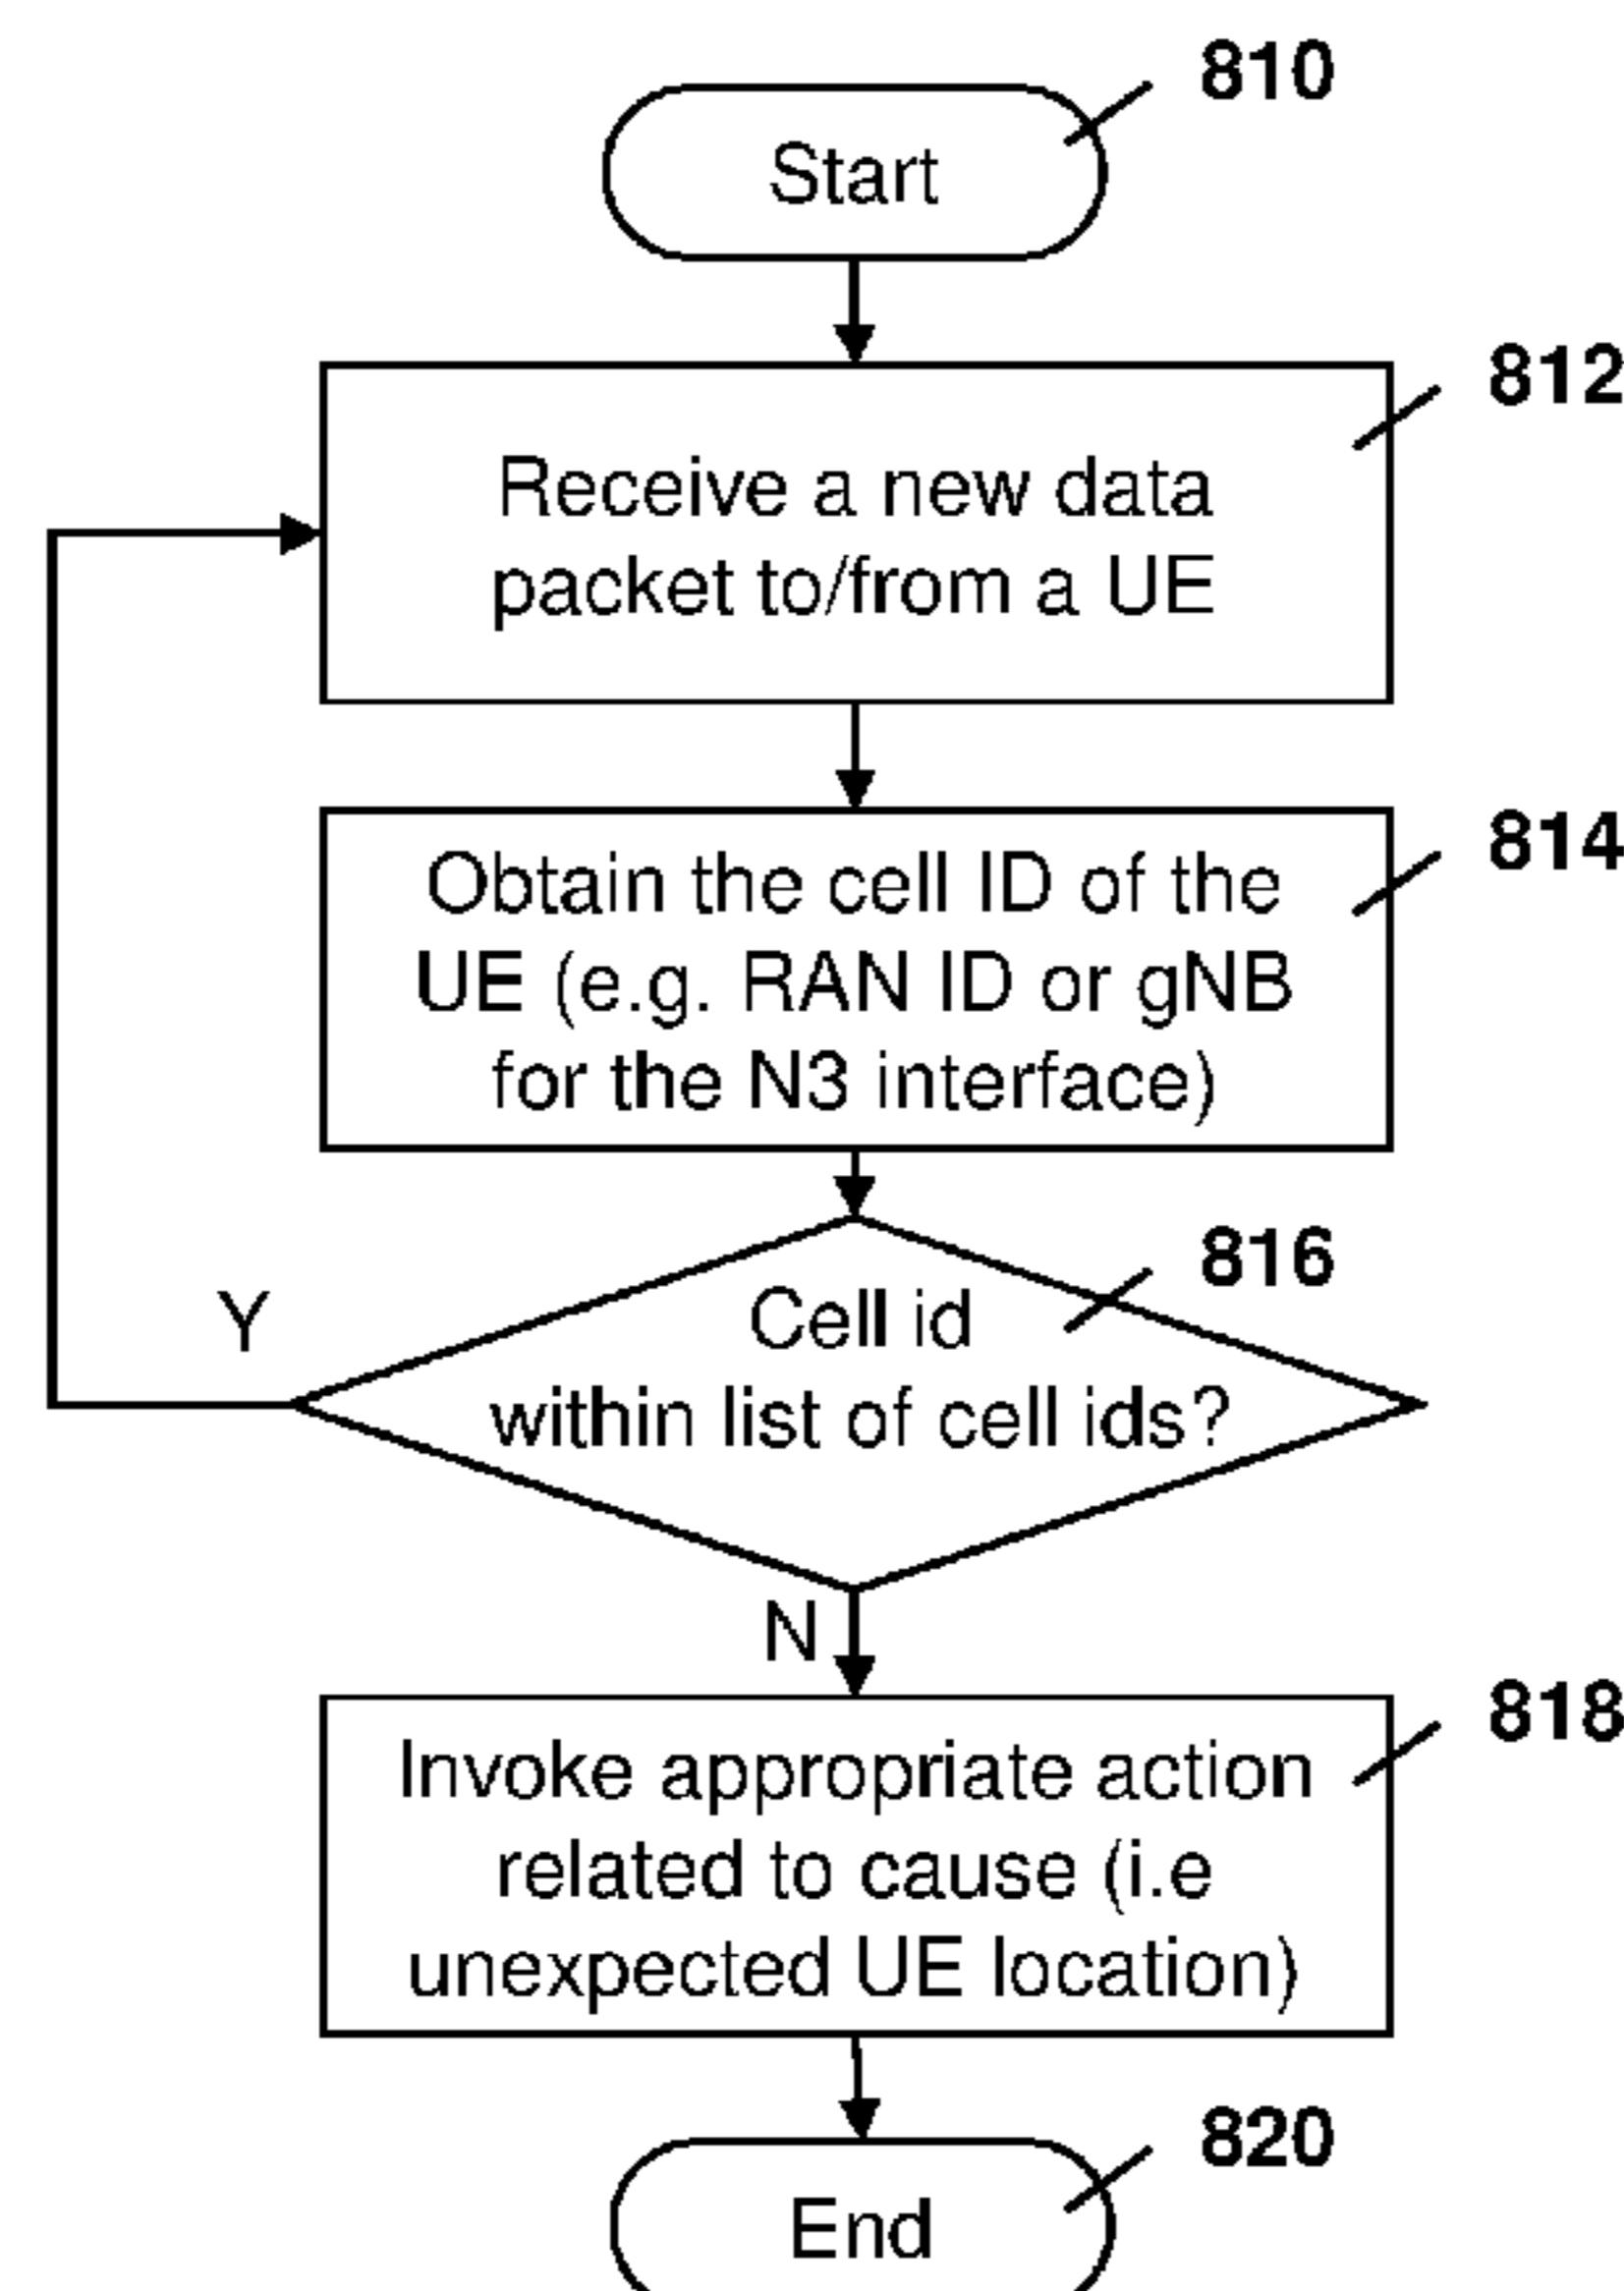 810
Start
812
Receive a new data
packet to/from a UE
814
Obtain the cell ID of the
UE (e.g. RAN ID or gNB
for the N3 interface)
816
Cell id
within list of cell ids?
Y
N
818
Invoke appropriate action
related to cause (i.e
unexpected UE location)
820
End